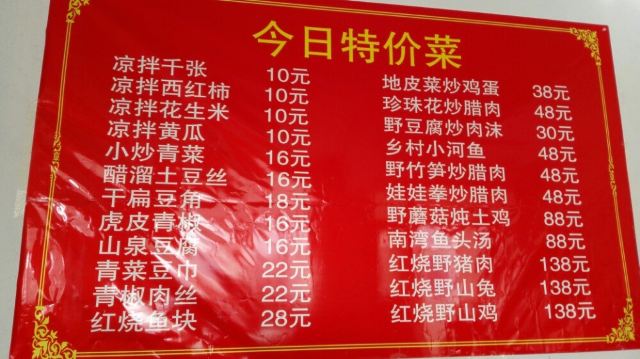 今日特价菜
凉拌千张 10元
凉拌西红柿 10元
凉拌花生米 10元
凉拌黄瓜 10元
小炒青菜 16元
醋溜土豆丝 16元
干扁豆角 18元
虎皮青椒 16元
山泉豆腐 16元
青菜豆巾 22元
青椒肉丝 22元
红烧鱼块 28元
地皮菜炒鸡蛋 38元
珍珠花炒腊肉 48元
野豆腐炒肉沫 30元
乡村小河鱼 48元
野竹笋炒腊肉 48元
娃娃拳炒腊肉 48元
野蘑菇炖土鸡 88元
南湾鱼头汤 88元
红烧野猪肉 138元
红烧野山兔 138元
红烧野山鸡 138元